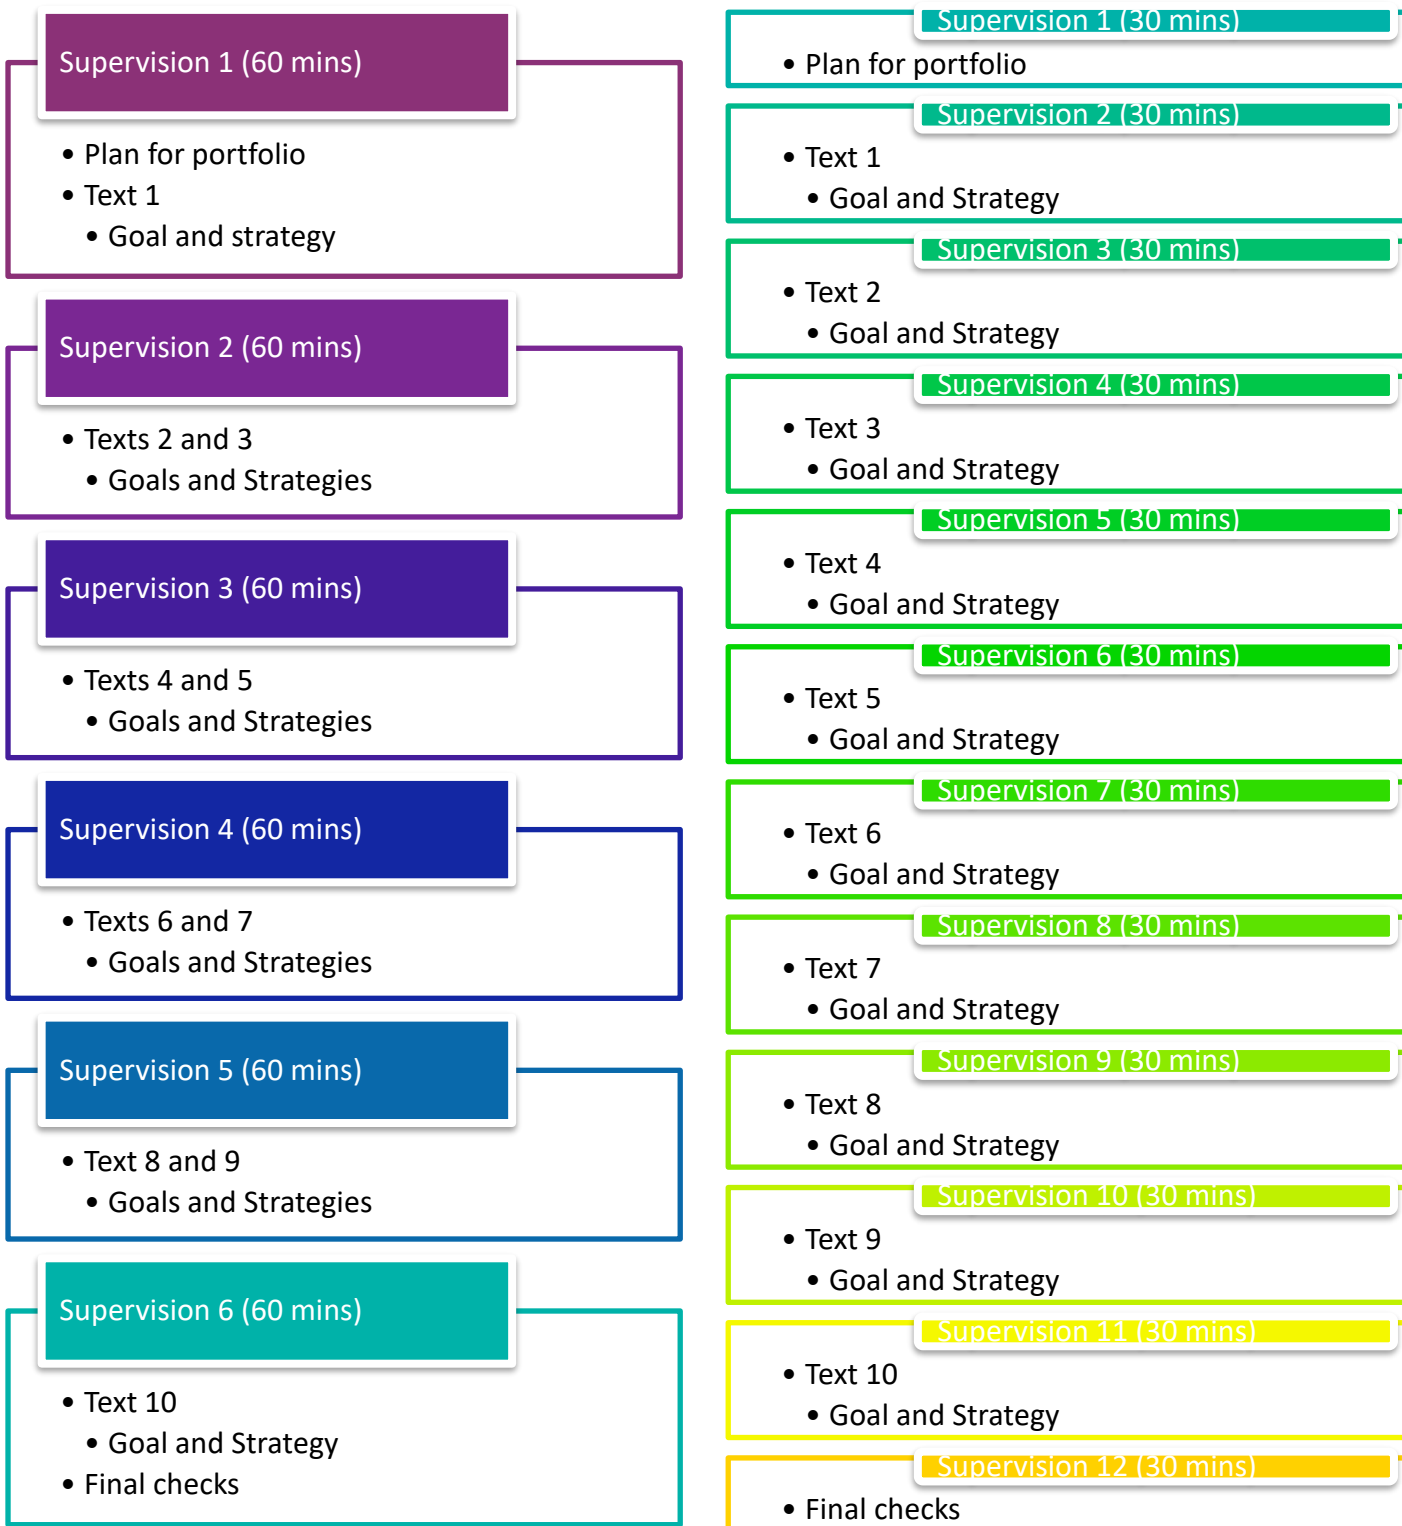 Supervision 1 (60 mins)
• Plan for portfolio
• Text 1
• Goal and strategy
Supervision 2 (60 mins)
• Texts 2 and 3
• Goals and Strategies
Supervision 3 (60 mins)
• Texts 4 and 5
• Goals and Strategies
Supervision 4 (60 mins)
• Texts 6 and 7
• Goals and Strategies
Supervision 5 (60 mins)
• Text 8 and 9
• Goals and Strategies
Supervision 6 (60 mins)
• Text 10
• Goal and Strategy
• Final checks
Supervision 1 (30 mins)
• Plan for portfolio
Supervision 2 (30 mins)
• Text 1
• Goal and Strategy
Supervision 3 (30 mins)
• Text 2
• Goal and Strategy
Supervision 4 (30 mins)
• Text 3
• Goal and Strategy
Supervision 5 (30 mins)
• Text 4
• Goal and Strategy
Supervision 6 (30 mins)
• Text 5
• Goal and Strategy
Supervision 7 (30 mins)
• Text 6
• Goal and Strategy
Supervision 8 (30 mins)
• Text 7
• Goal and Strategy
Supervision 9 (30 mins)
• Text 8
• Goal and Strategy
Supervision 10 (30 mins)
• Text 9
• Goal and Strategy
Supervision 11 (30 mins)
• Text 10
• Goal and Strategy
Supervision 12 (30 mins)
• Final checks